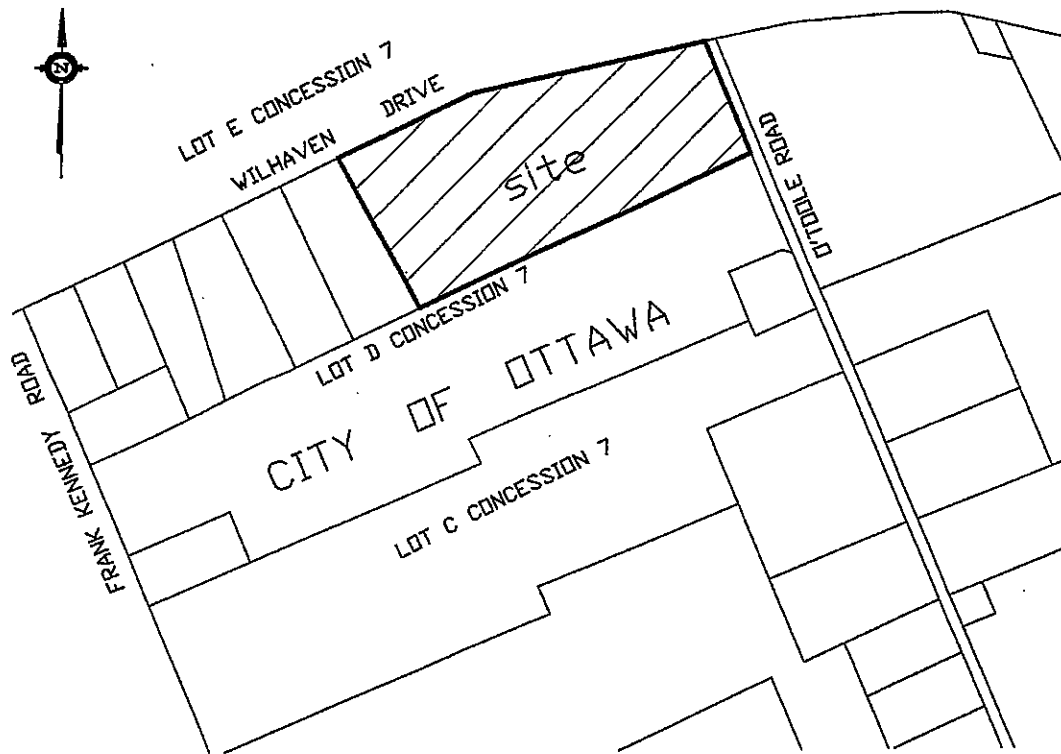 N
LOT E CONCESSION 7
WILHAVEN DRIVE
site
O'TOOLE ROAD
LOT D CONCESSION 7
CITY OF OTTAWA
FRANK KENNEDY ROAD
LOT C CONCESSION 7